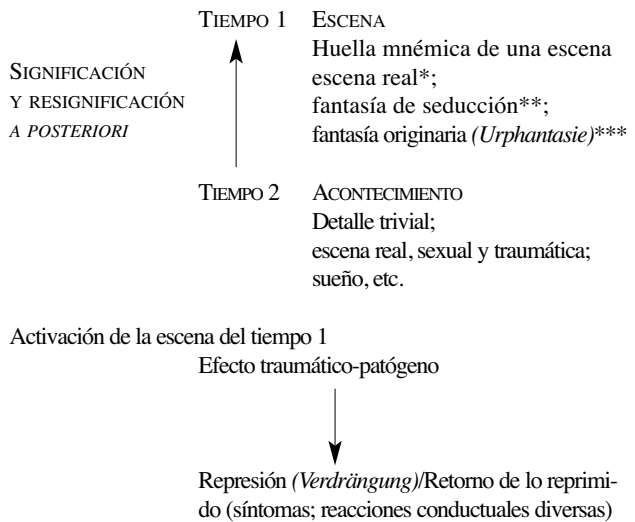 TIEMPO 1 ESCENA
Huella mnémica de una escena
SIGNIFICACIÓN escena real*;
Y RESIGNIFICACIÓN fantasía de seducción**;
A POSTERIORI fantasía originaria (Urphantasie)***
TIEMPO 2 ACONTECIMIENTO
Detalle trivial;
escena real, sexual y traumática;
sueño, etc.
Activación de la escena del tiempo 1
Efecto traumático-patógeno
Represión (Verdrängung)/Retorno de lo reprimi-
do (síntomas; reacciones conductuales diversas)